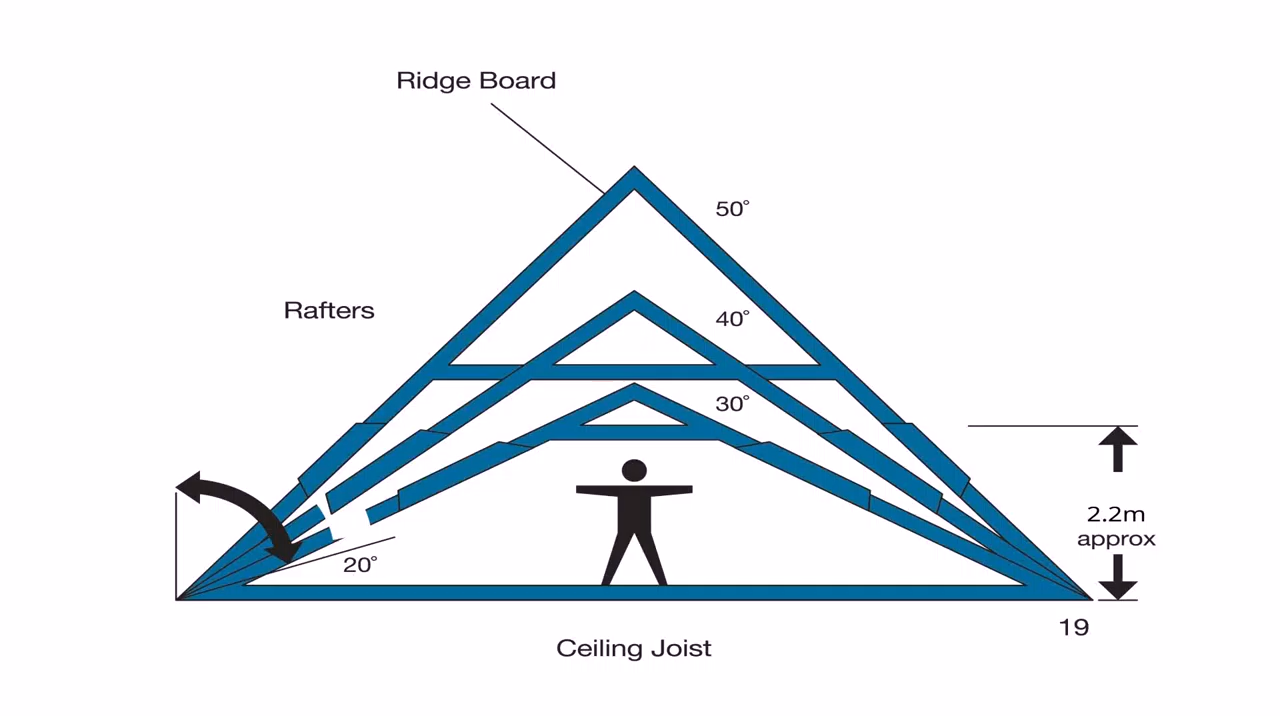 Ridge Board
50°
Rafters
40°
30°
2.2m
approx
20°
19
Ceiling Joist